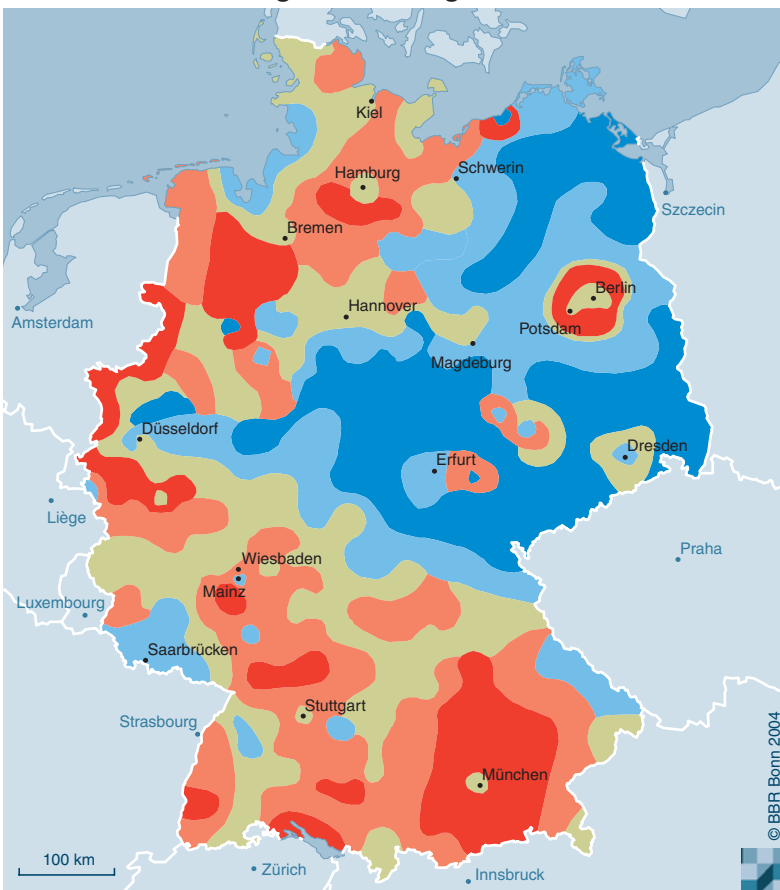 Kiel
Hamburg
Schwerin
Szczecin
Bremen
Berlin
Hannover
Amsterdam
Potsdam
Magdeburg
Düsseldorf
Dresden
Erfurt
Liège
Praha
Wiesbaden
Mainz
Luxembourg
Saarbrücken
Stuttgart
Strasbourg
München
© BBR Bonn 2004
100 km
Zürich
Innsbruck